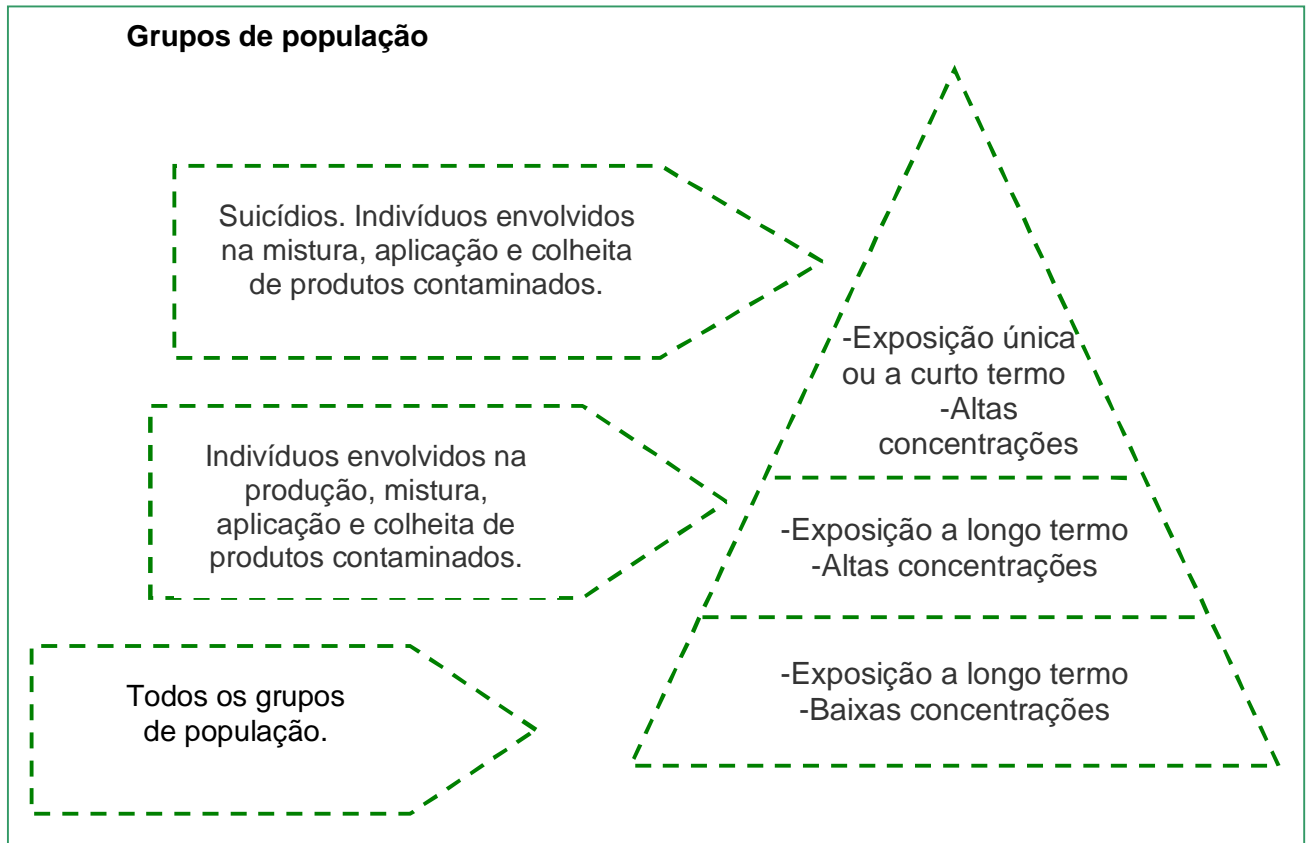 Grupos de população
Suicídios. Indivíduos envolvidos
na mistura, aplicação e colheita
de produtos contaminados.
-Exposição única
ou a curto termo
-Altas
concentrações
Indivíduos envolvidos na
produção, mistura,
aplicação e colheita de
produtos contaminados.
-Exposição a longo termo
-Altas concentrações
Todos os grupos
de população.
-Exposição a longo termo
-Baixas concentrações